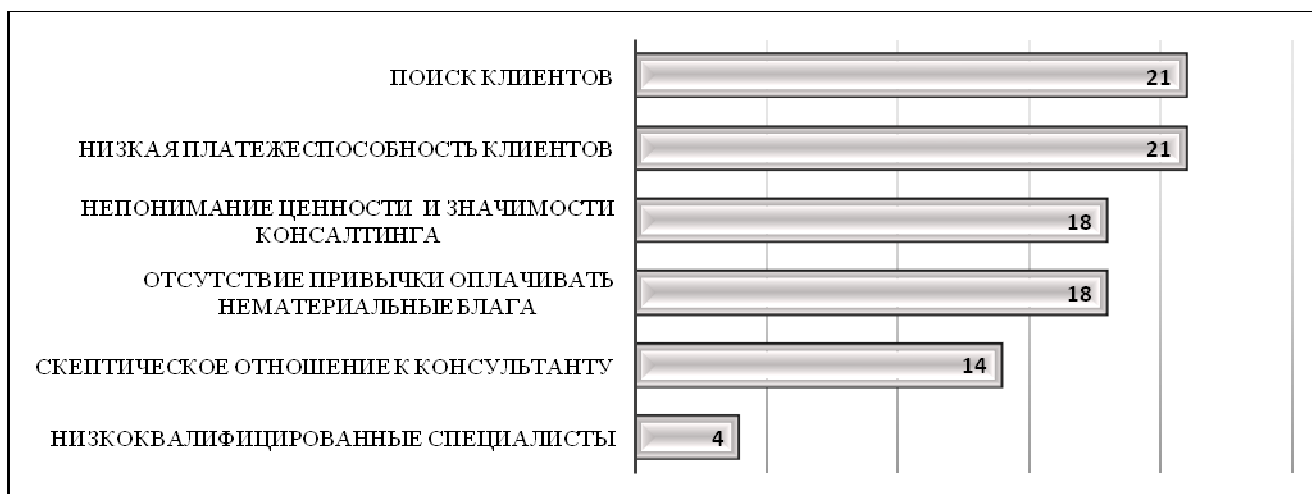 ПОИСК КЛИЕНТОВ
21
НИЗКАЯ ПЛАТЕЖЕСПОСОБНОСТЬ КЛИЕНТОВ
21
НЕПОНИМАНИЕ ЦЕННОСТИ И ЗНАЧИМОСТИ
КОНСАЛТИНГА
18
ОТСУТСТВИЕ ПРИВЫЧКИ ОПЛАЧИВАТЬ
НЕМАТЕРИАЛЬНЫЕ БЛАГА
18
СКЕПТИЧЕСКОЕ ОТНОШЕНИЕ К КОНСУЛЬТАНТУ
14
НИЗКОКВАЛИФИЦИРОВАННЫЕ СПЕЦИАЛИСТЫ
4